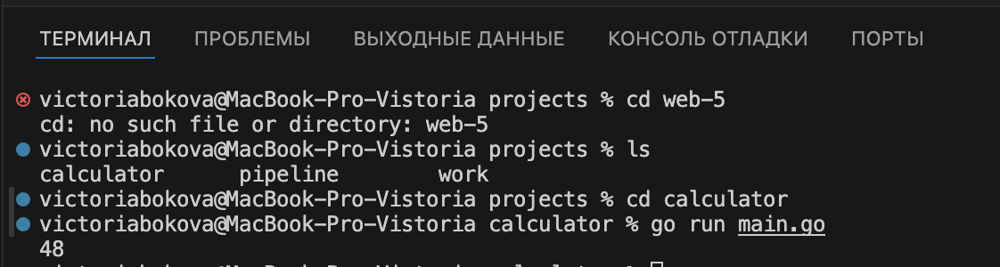 ТЕРМИНАЛ ПРОБЛЕМЫ ВЫХОДНЫЕ ДАННЫЕ КОНСОЛЬ ОТЛАДКИ ПОРТЫ
victoriabokova@MacBook-Pro-Vistoria projects % cd web-5
cd: no such file or directory: web-5
victoriabokova@MacBook-Pro-Vistoria projects % ls
calculator pipeline work
victoriabokova@MacBook-Pro-Vistoria projects % cd calculator
victoriabokova@MacBook-Pro-Vistoria calculator % go run main.go
48